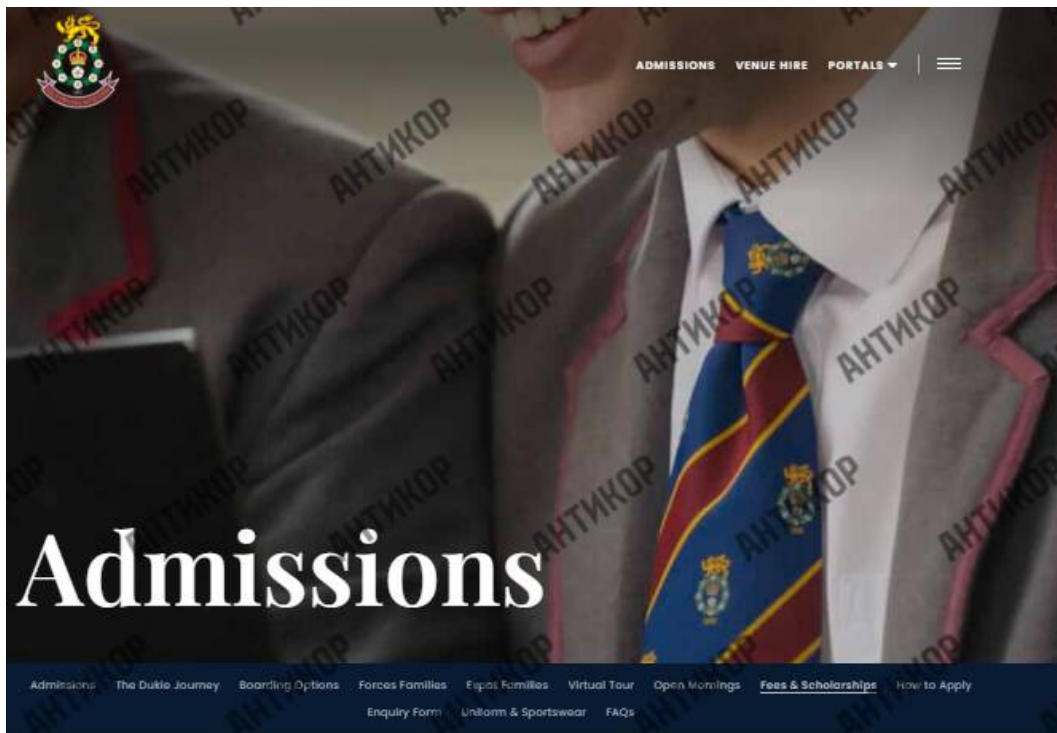 ADMISSIONS VENUE HIRE PORTALS
Admissions
Admissions The Dukie Journey Boarding Options Forces Families Expat Families Virtual Tour Open Mornings Fees & Scholarships How to Apply
Enquiry Form Uniform & Sportswear FAQs
АНТИКОР